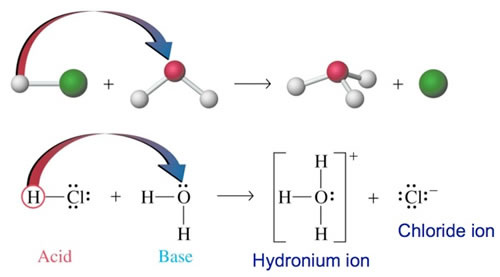 + → +
H
H—Cl: + H—O → H—O: + :Cl:⁻
H H
Acid Base Hydronium ion Chloride ion